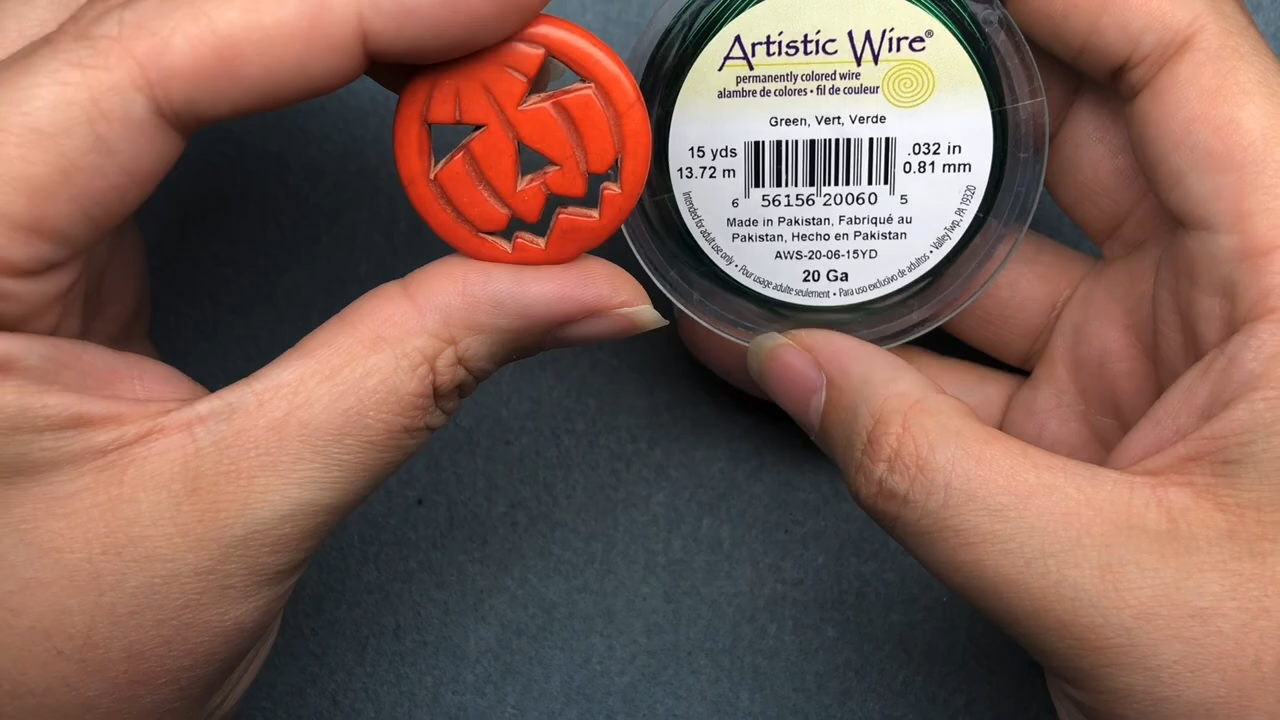 Artistic Wire®
permanently colored wire
alambre de colores • fil de couleur
Green, Vert, Verde
15 yds
13.72 m
.032 in
0.81 mm
6 56156 20060 5
Made in Pakistan, Fabriqué au
Pakistan, Hecho en Pakistan
AWS-20-06-15YD
20 Ga
Intended for adult use only • Pour usage adulte seulement • Para uso exclusivo de adultos • Valley Twp, PA 19320